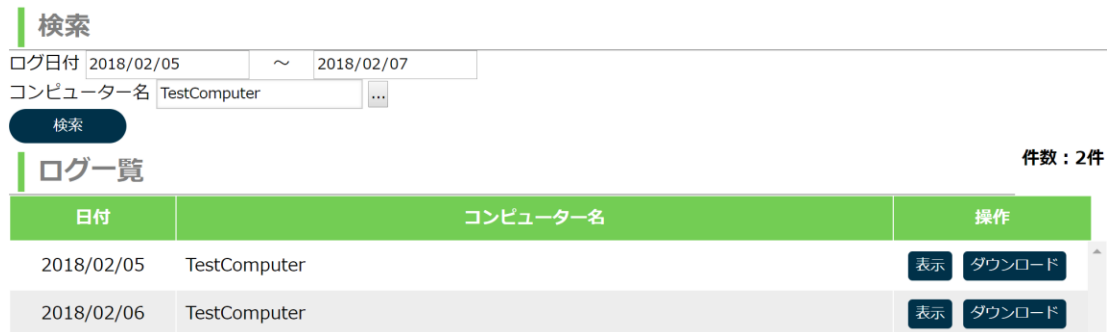 検索
ログ日付 2018/02/05 ～ 2018/02/07
コンピューター名 TestComputer ...
検索
件数：2件
ログ一覧
日付 コンピューター名 操作
2018/02/05 TestComputer 表示 ダウンロード
2018/02/06 TestComputer 表示 ダウンロード